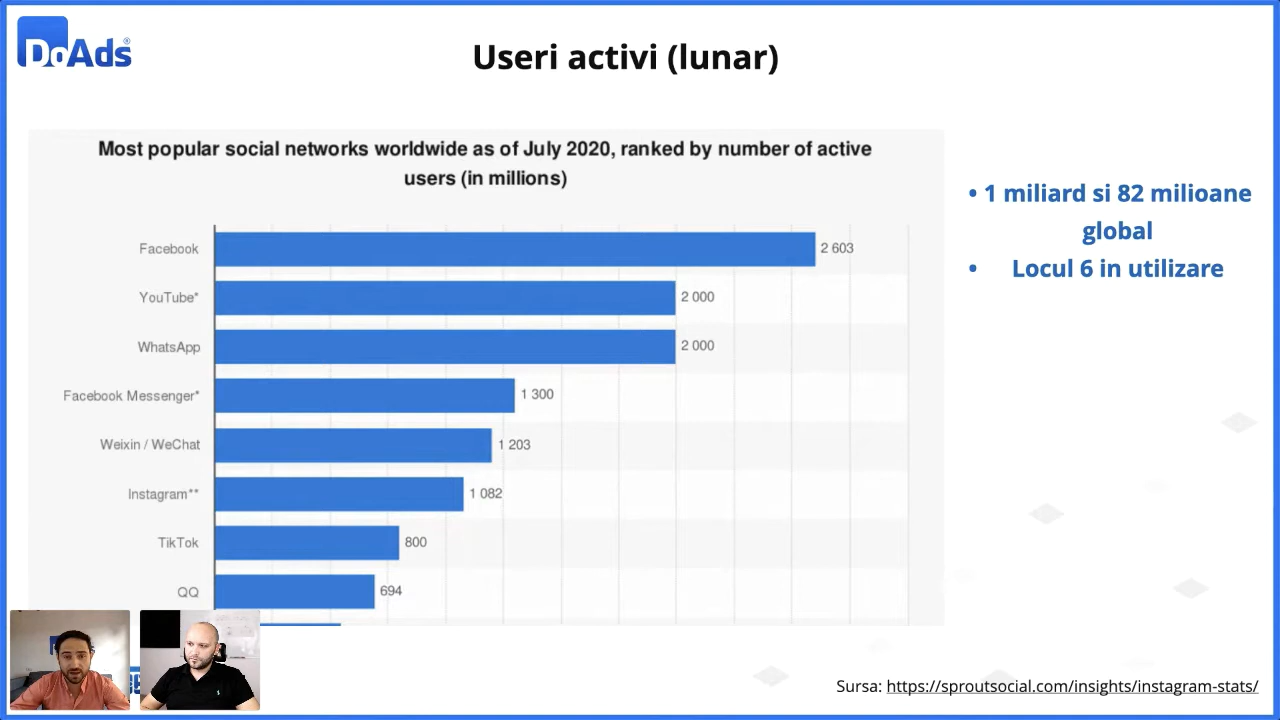 DoAds®
Useri activi (lunar)
Most popular social networks worldwide as of July 2020, ranked by number of active
users (in millions)
Facebook 2 603
YouTube* 2 000
WhatsApp 2 000
Facebook Messenger* 1 300
Weixin / WeChat 1 203
Instagram** 1 082
TikTok 800
QQ 694
• 1 miliard si 82 milioane
global
• Locul 6 in utilizare
Sursa: https://sproutsocial.com/insights/instagram-stats/